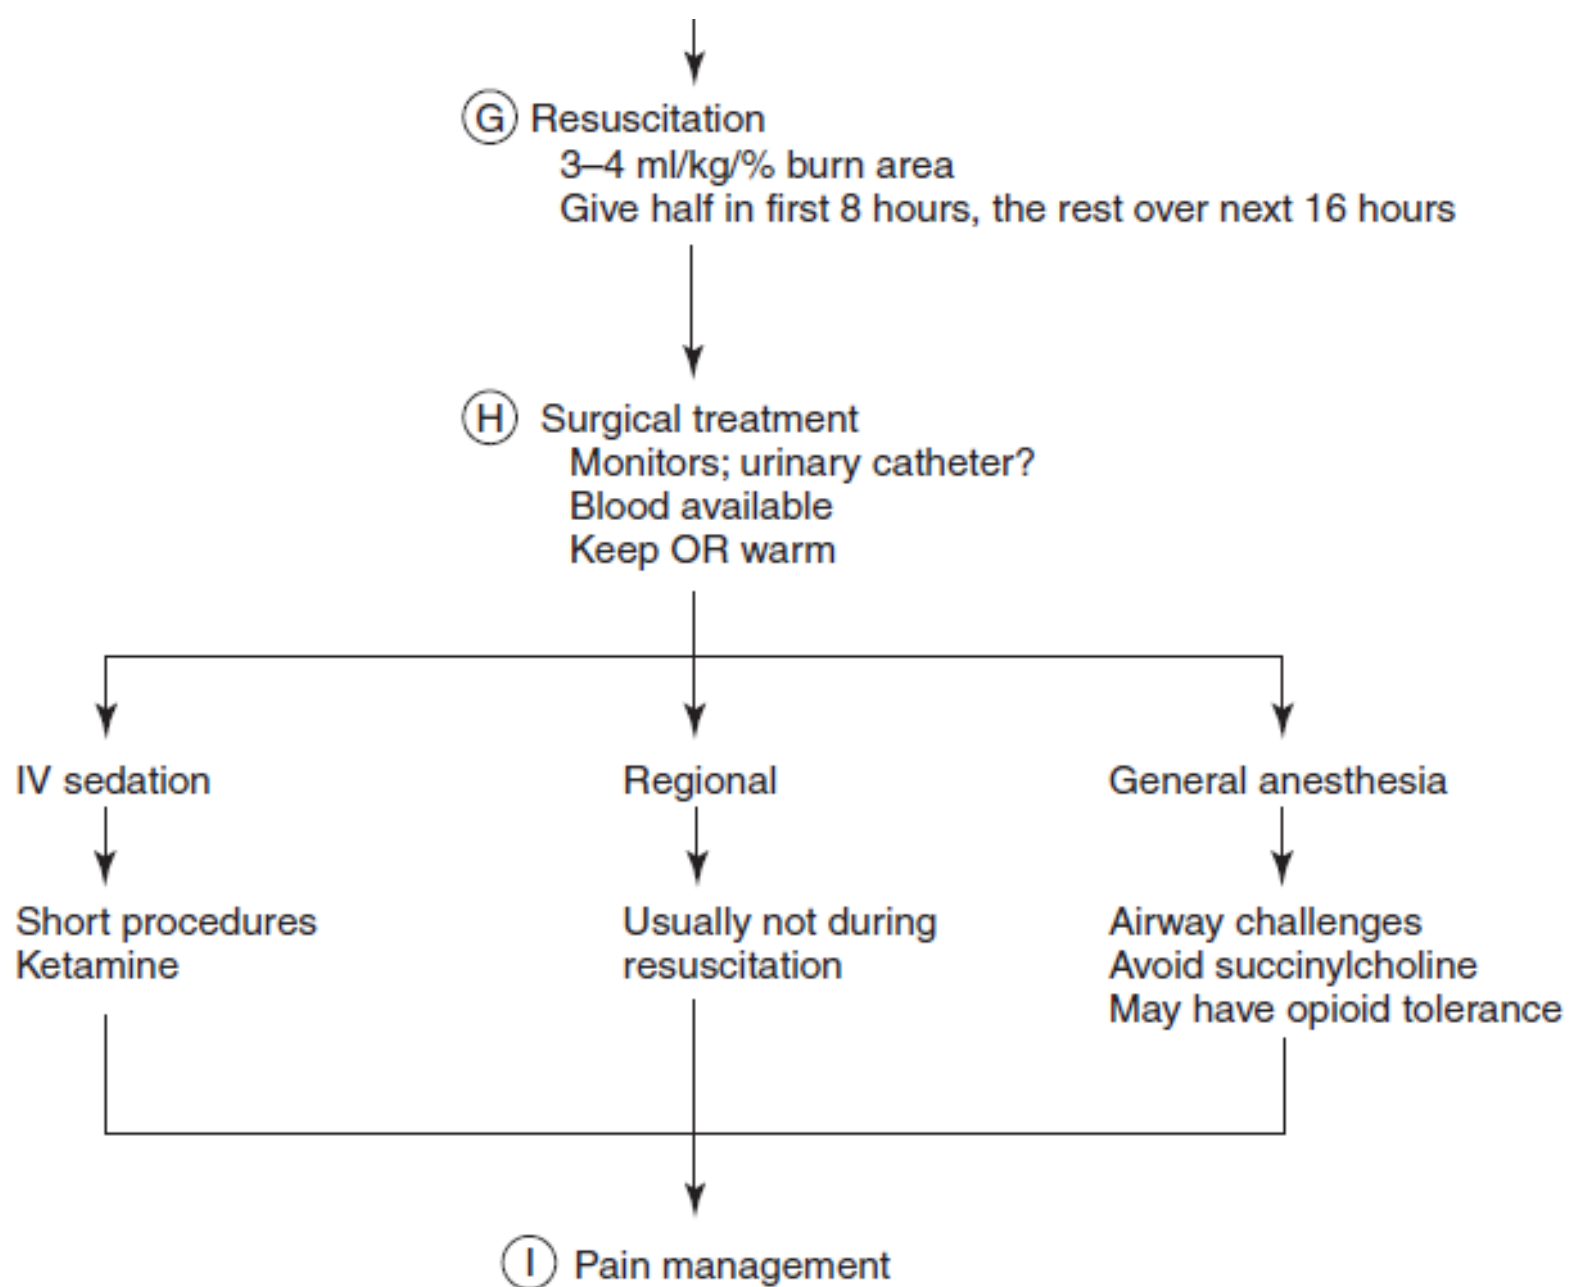 G Resuscitation
3–4 ml/kg/% burn area
Give half in first 8 hours, the rest over next 16 hours
H Surgical treatment
Monitors; urinary catheter?
Blood available
Keep OR warm
IV sedation
Regional
General anesthesia
Short procedures
Ketamine
Usually not during
resuscitation
Airway challenges
Avoid succinylcholine
May have opioid tolerance
I Pain management